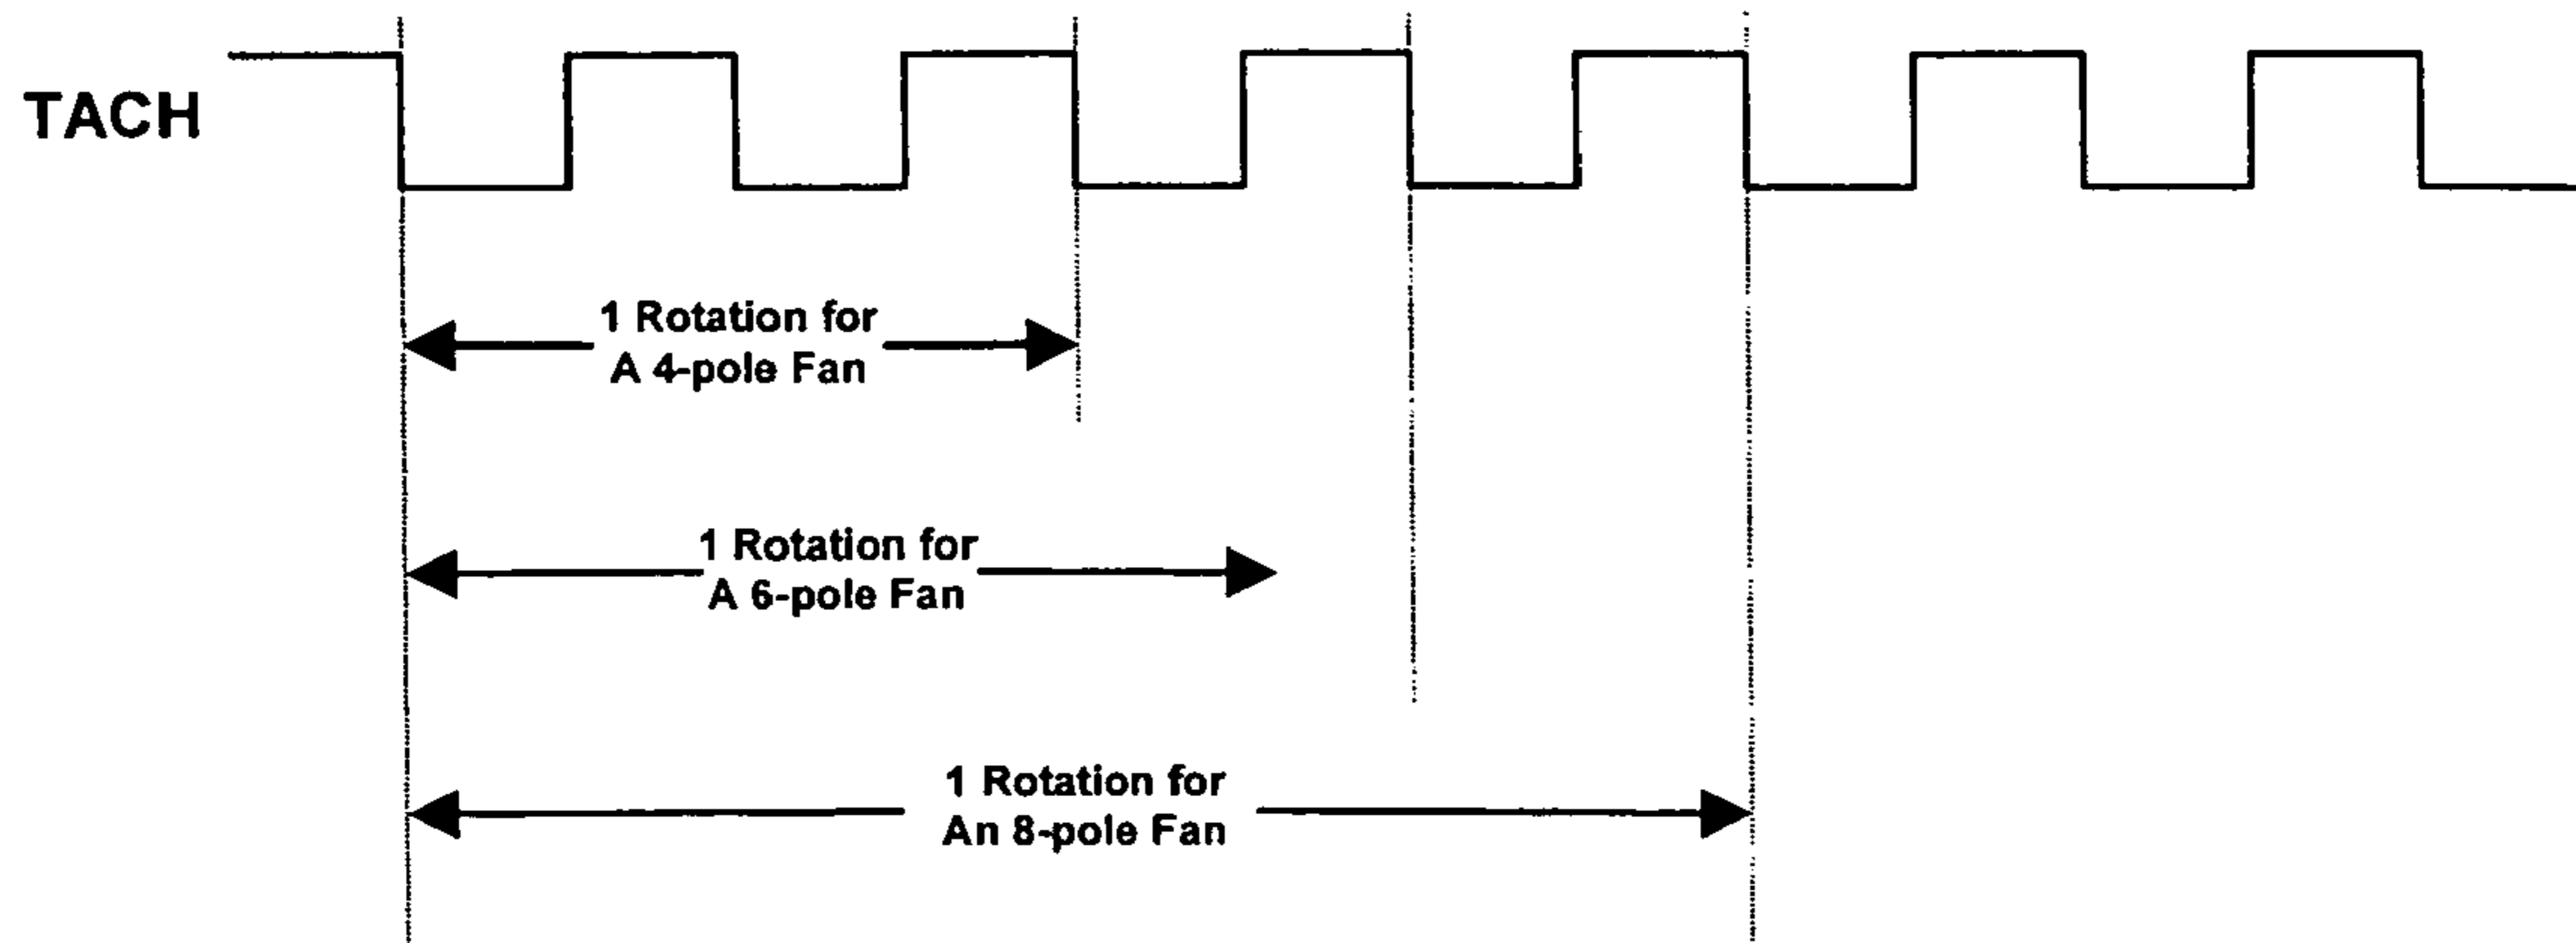 TACH
1 Rotation for
A 4-pole Fan
1 Rotation for
A 6-pole Fan
1 Rotation for
An 8-pole Fan